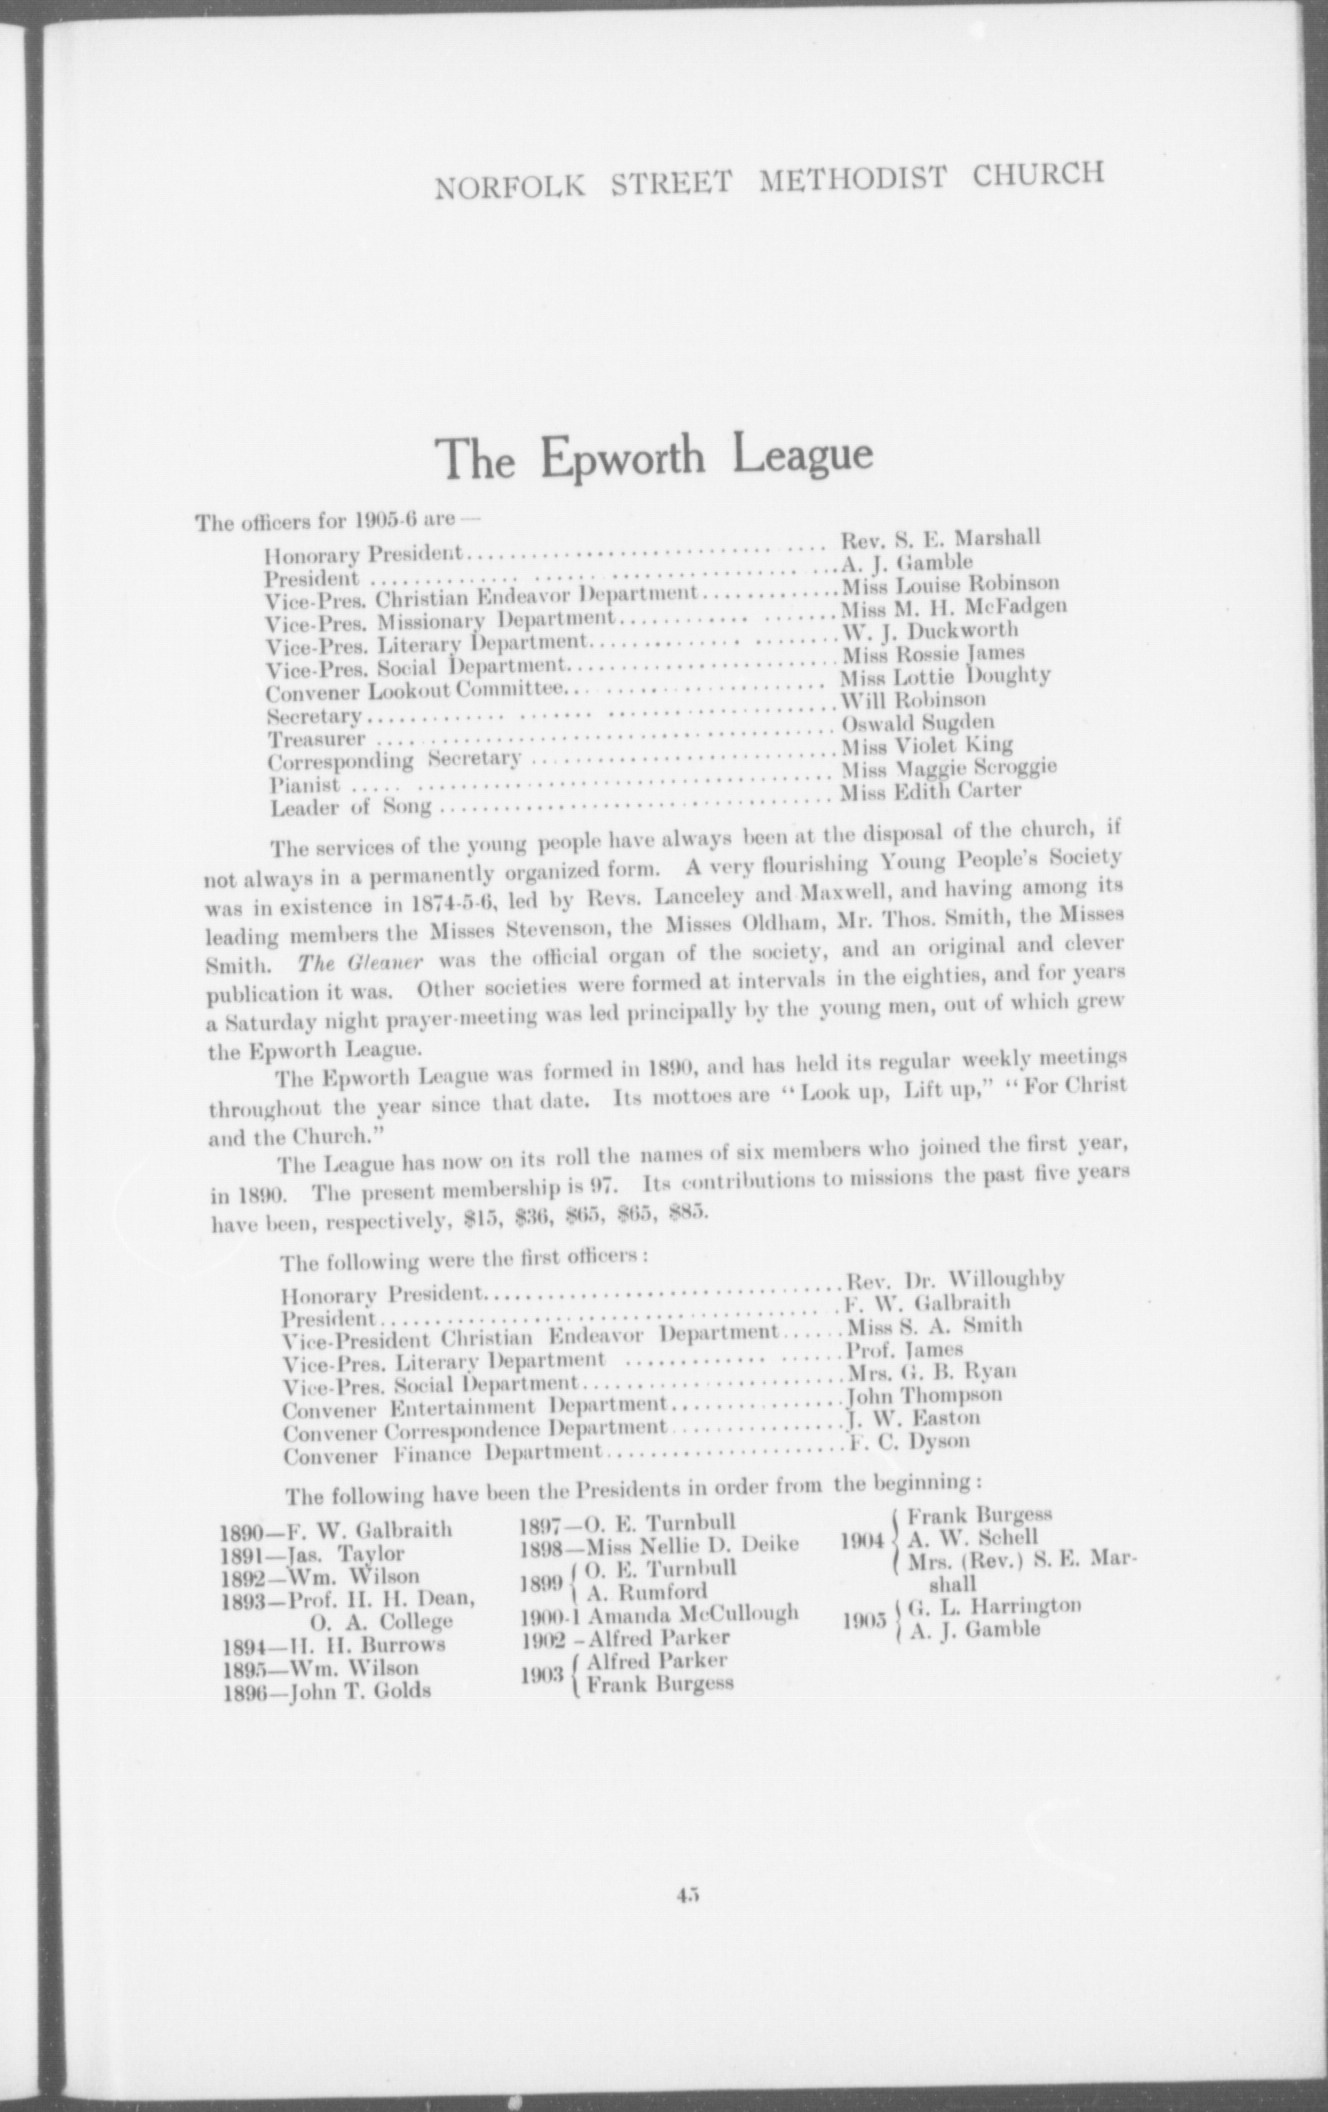 NORFOLK STREET METHODIST CHURCH
The Epworth League
The officers for 1905-6 are—
Honorary President.................................. Rev. S. E. Marshall
President .......................................... A. J. Gamble
Vice-Pres. Christian Endeavor Department.............Miss Louise Robinson
Vice-Pres. Missionary Department....................Miss M. H. McFadgen
Vice-Pres. Literary Department......................W. J. Duckworth
Vice-Pres. Social Department.........................Miss Rossie James
Convener Lookout Committee......................... Miss Lottie Doughty
Secretary...........................................Will Robinson
Treasurer .......................................... Oswald Sugden
Corresponding Secretary ............................Miss Violet King
Pianist ............................................ Miss Maggie Scroggie
Leader of Song ..................................... Miss Edith Carter
The services of the young people have always been at the disposal of the church, if
not always in a permanently organized form. A very flourishing Young People's Society
was in existence in 1874-5-6, led by Revs. Lanceley and Maxwell, and having among its
leading members the Misses Stevenson, the Misses Oldham, Mr. Thos. Smith, the Misses
Smith. The Gleaner was the official organ of the society, and an original and clever
publication it was. Other societies were formed at intervals in the eighties, and for years
a Saturday night prayer-meeting was led principally by the young men, out of which grew
the Epworth League.
The Epworth League was formed in 1890, and has held its regular weekly meetings
throughout the year since that date. Its mottoes are "Look up, Lift up," "For Christ
and the Church."
The League has now on its roll the names of six members who joined the first year,
in 1890. The present membership is 97. Its contributions to missions the past five years
have been, respectively, $15, $36, $65, $65, $85.
The following were the first officers:
Honorary President..................................Rev. Dr. Willoughby
President...........................................F. W. Galbraith
Vice-President Christian Endeavor Department......Miss S. A. Smith
Vice-Pres. Literary Department ...................Prof. James
Vice-Pres. Social Department........................Mrs. G. B. Ryan
Convener Entertainment Department................John Thompson
Convener Correspondence Department................J. W. Easton
Convener Finance Department......................F. C. Dyson
The following have been the Presidents in order from the beginning:
1890—F. W. Galbraith
1891—Jas. Taylor
1892—Wm. Wilson
1893—Prof. H. H. Dean,
O. A. College
1894—H. H. Burrows
1895—Wm. Wilson
1896—John T. Golds
1897—O. E. Turnbull
1898—Miss Nellie D. Deike
1899 { O. E. Turnbull
A. Rumford
1900-1 Amanda McCullough
1902 -Alfred Parker
1903 { Alfred Parker
Frank Burgess
1904 { Frank Burgess
A. W. Schell
Mrs. (Rev.) S. E. Mar-
shall
1905 { G. L. Harrington
A. J. Gamble
45